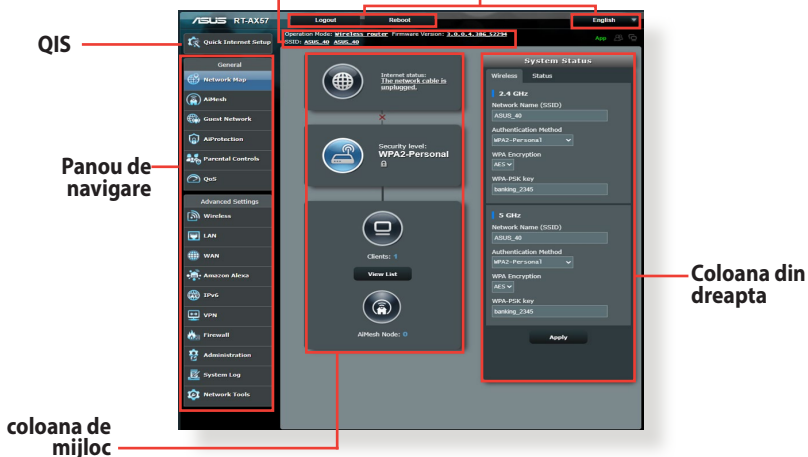 ASUS RT-AX57
Logout
Reboot
English
Operation Mode: Wireless router Firmware Version: 3.0.0.4.386_52294
SSID: ASUS_40 ASUS_40
App
QIS
Quick Internet Setup
General
Network Map
AiMesh
Guest Network
AiProtection
Parental Controls
QoS
Panou de
navigare
Advanced Settings
Wireless
LAN
WAN
Amazon Alexa
IPv6
VPN
Firewall
Administration
System Log
Network Tools
coloana de
mijloc
Internet status:
The network cable is
unplugged.
Security level:
WPA2-Personal
Clients: 1
View List
AiMesh Node: 0
System Status
Wireless
Status
2.4 GHz
Network Name (SSID)
ASUS_40
Authentication Method
WPA2-Personal
WPA Encryption
AES
WPA-PSK key
banking_2345
5 GHz
Network Name (SSID)
ASUS_40
Authentication Method
WPA2-Personal
WPA Encryption
AES
WPA-PSK key
banking_2345
Apply
Coloana din
dreapta